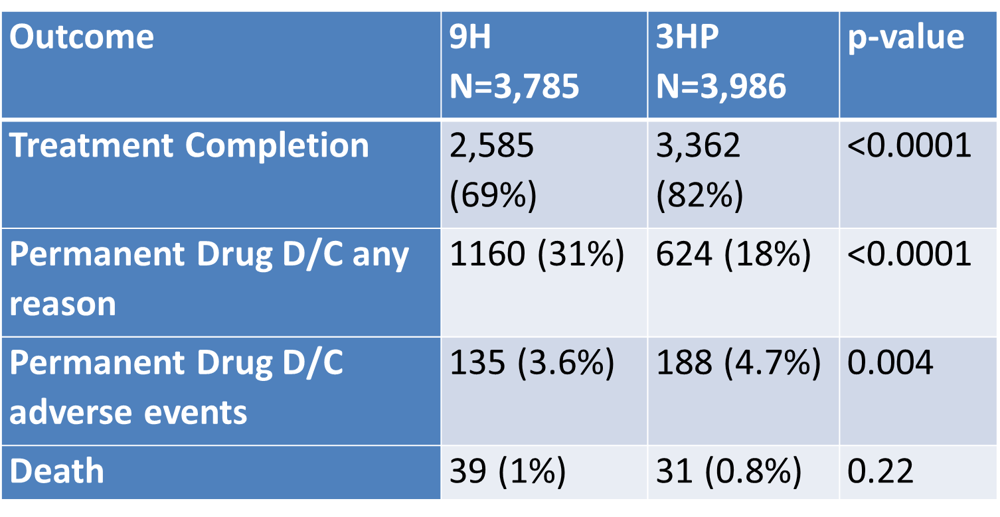 Outcome 9H 3HP p-value
N=3,785 N=3,986
Treatment Completion 2,585 3,362 <0.0001
(69%) (82%)
Permanent Drug D/C any 1160 (31%) 624 (18%) <0.0001
reason
Permanent Drug D/C 135 (3.6%) 188 (4.7%) 0.004
adverse events
Death 39 (1%) 31 (0.8%) 0.22